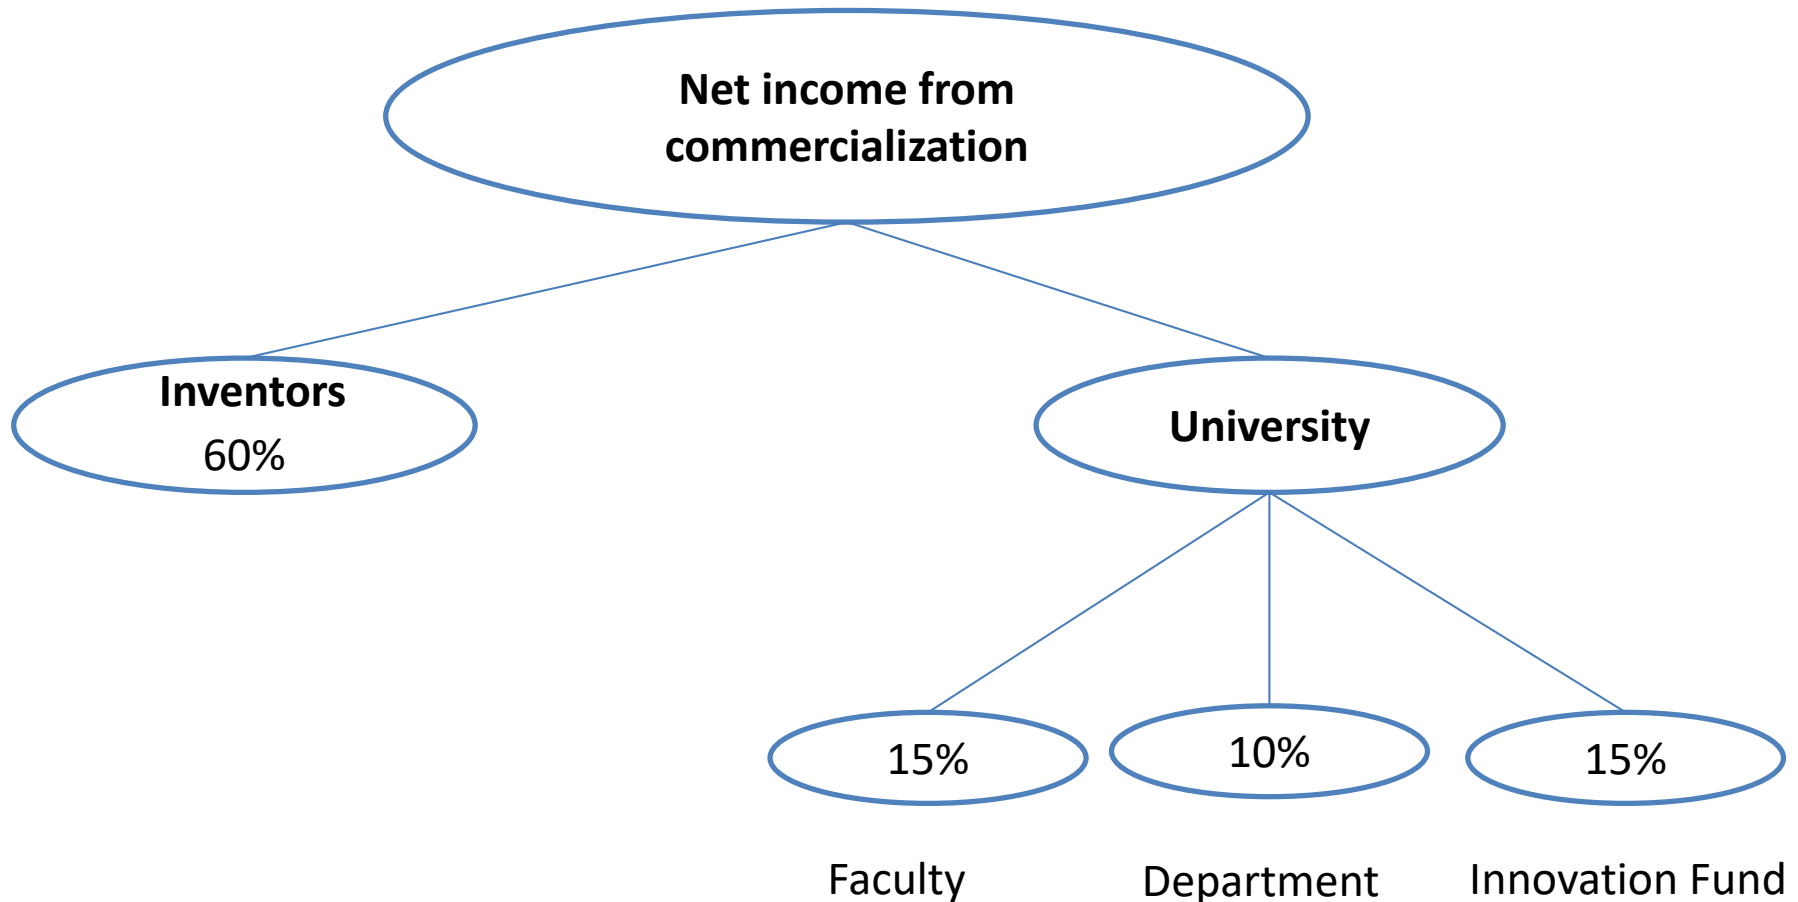 Net income from
commercialization
Inventors
60%
University
15%
10%
15%
Faculty
Department
Innovation Fund